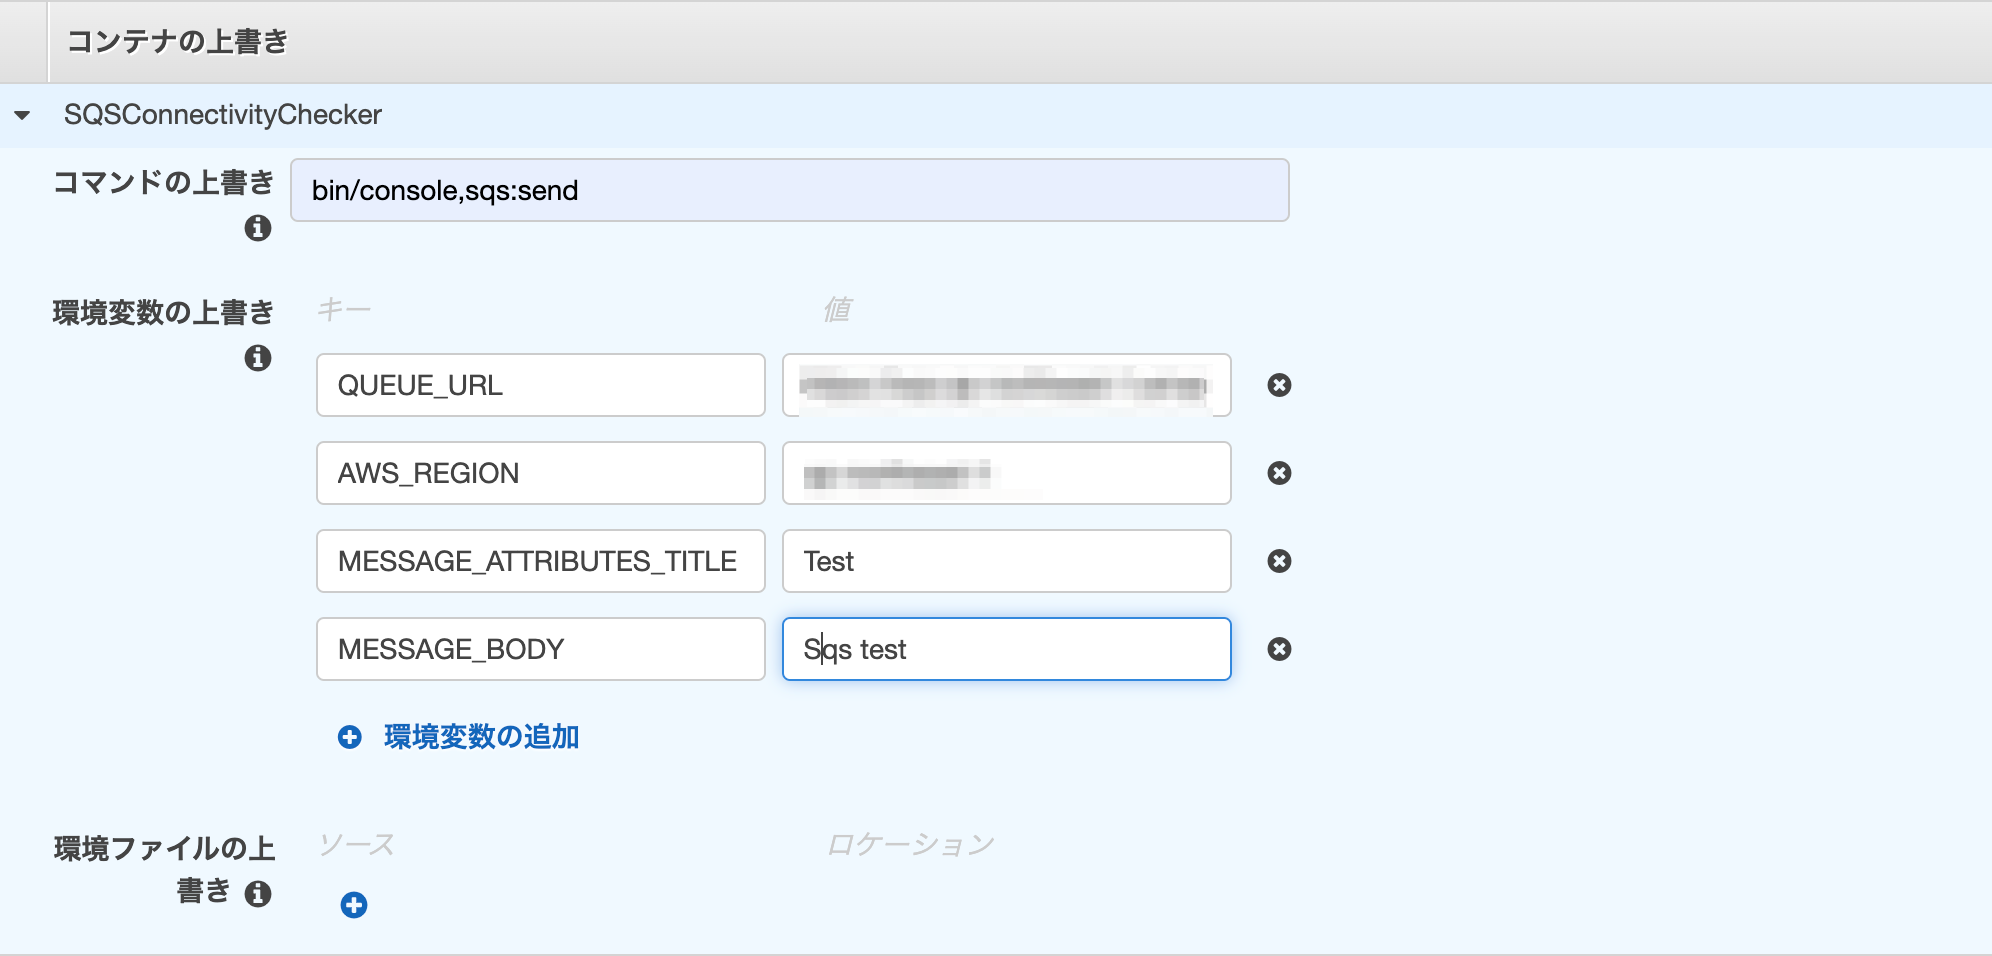 コンテナの上書き
SQSConnectivityChecker
コマンドの上書き
bin/console,sqs:send
環境変数の上書き
キー 値
QUEUE_URL
AWS_REGION
MESSAGE_ATTRIBUTES_TITLE Test
MESSAGE_BODY Sqs test
環境変数の追加
環境ファイルの上
書き
ソース ロケーション